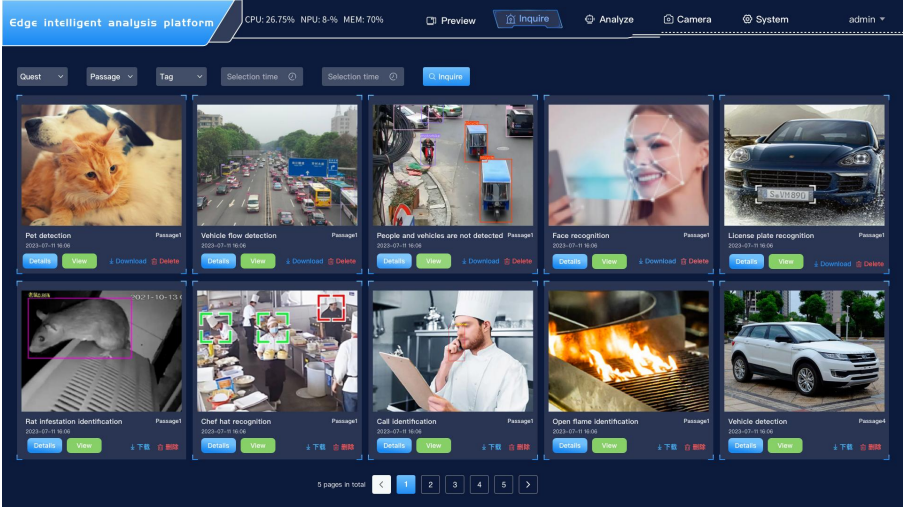 Edge intelligent analysis platform
CPU: 26.75% NPU: 8-% MEM: 70%
Preview
Inquire
Analyze
Camera
System
admin
Quest
Passage
Tag
Selection time
Selection time
Inquire
Pet detection Passage1
2023-07-11 16:06
Details View Download Delete
Vehicle flow detection Passage1
2023-07-11 16:06
Details View Download Delete
People and vehicles are not detected Passage1
2023-07-11 16:06
Details View Download Delete
Face recognition Passage1
2023-07-11 16:06
Details View Download Delete
License plate recognition Passage1
2023-07-11 16:06
Details View Download Delete
2021-10-13
Rat infestation identification Passage1
2023-07-11 16:06
Details View 下载 删除
Chef hat recognition Passage1
2023-07-11 16:06
Details View 下载 删除
Call identification Passage1
2023-07-11 16:06
Details View 下载 删除
Open flame identification Passage1
2023-07-11 16:06
Details View 下载 删除
Vehicle detection Passage4
2023-07-11 16:06
Details View 下载 删除
5 pages in total < 1 2 3 4 5 >